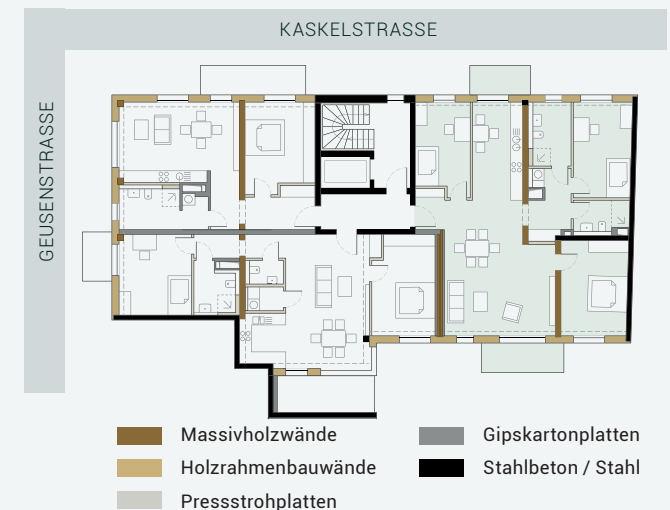 KASKELSTRASSE
GEUSENSTRASSE
Massivholzwände
Holzrahmenbauwände
Pressstrohplatten
Gipskartonplatten
Stahlbeton / Stahl